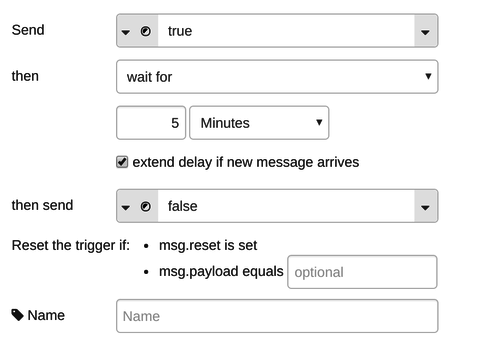 Send true
then wait for
5 Minutes
extend delay if new message arrives
then send false
Reset the trigger if: • msg.reset is set
• msg.payload equals optional
Name Name